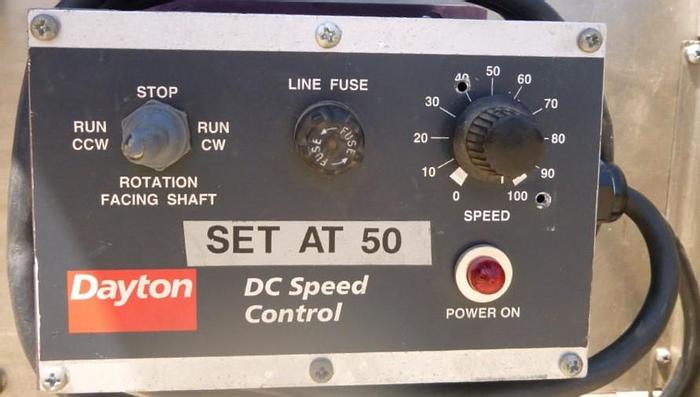 STOP
RUN CCW
RUN CW
ROTATION
FACING SHAFT
LINE FUSE
FUSE
FUSE
0
10
20
30
40
50
60
70
80
90
100
SPEED
SET AT 50
Dayton
DC Speed
Control
POWER ON